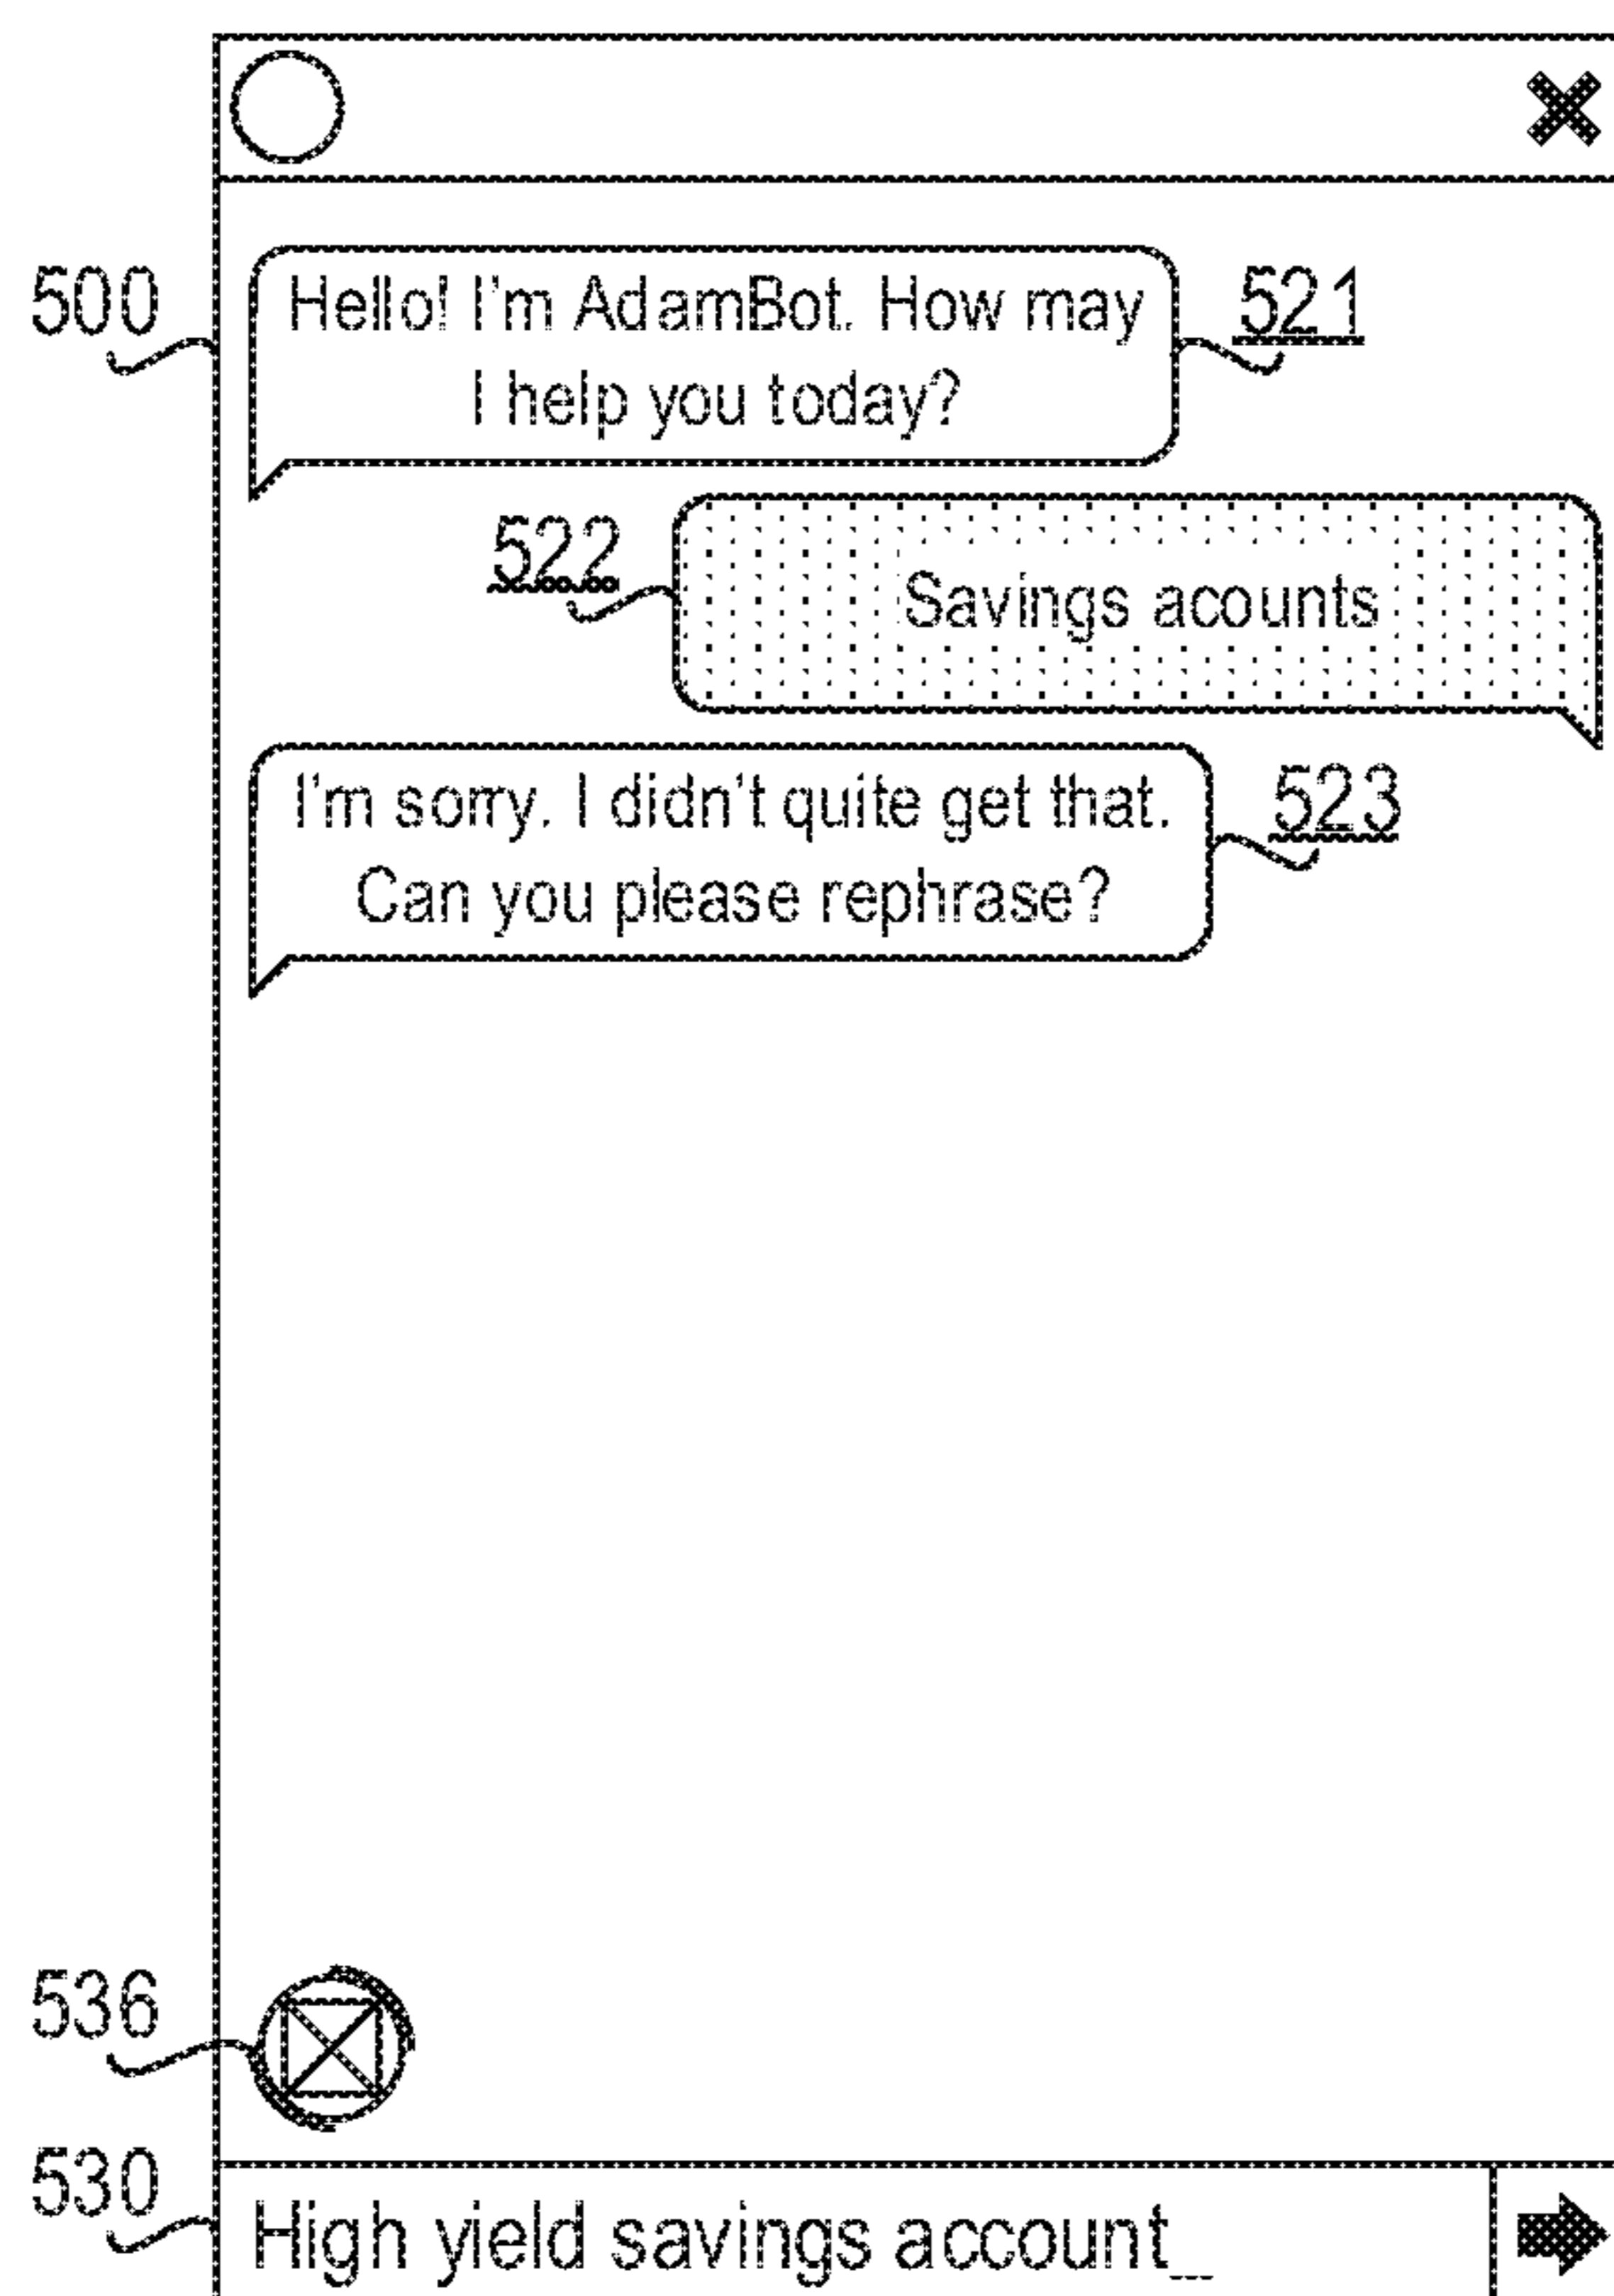 500
Hello! I'm AdamBot. How may
I help you today?
521
522
Savings acounts
I'm sorry. I didn't quite get that.
Can you please rephrase?
523
536
530
High yield savings account_